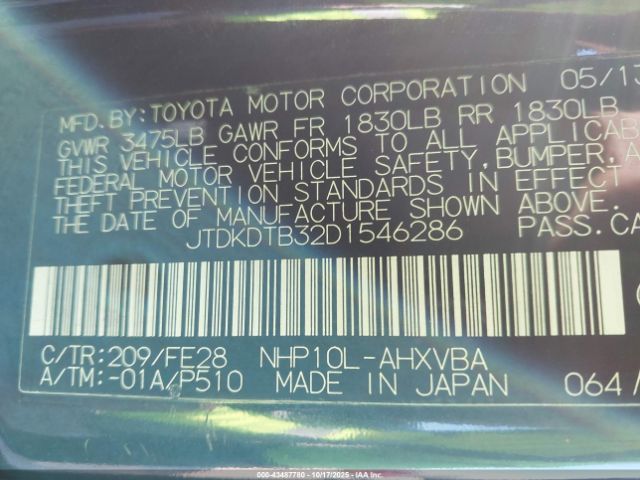 MFD.BY:TOYOTA MOTOR CORPORATION 05/13
GVWR 3475LB GAWR FR 1830LB RR 1830LB
THIS VEHICLE CONFORMS TO ALL APPLICABL
FEDERAL MOTOR VEHICLE SAFETY,BUMPER,A
THEFT PREVENTION STANDARDS IN EFFECT
THE DATE OF MANUFACTURE SHOWN ABOVE.
JTDKDTB32D1546286 PASS.CA
C/TR:209/FE28 NHP10L-AHXVBA
A/TM:-01A/P510 MADE IN JAPAN 064/
000-43487780 - 10/17/2025 - IAA Inc.